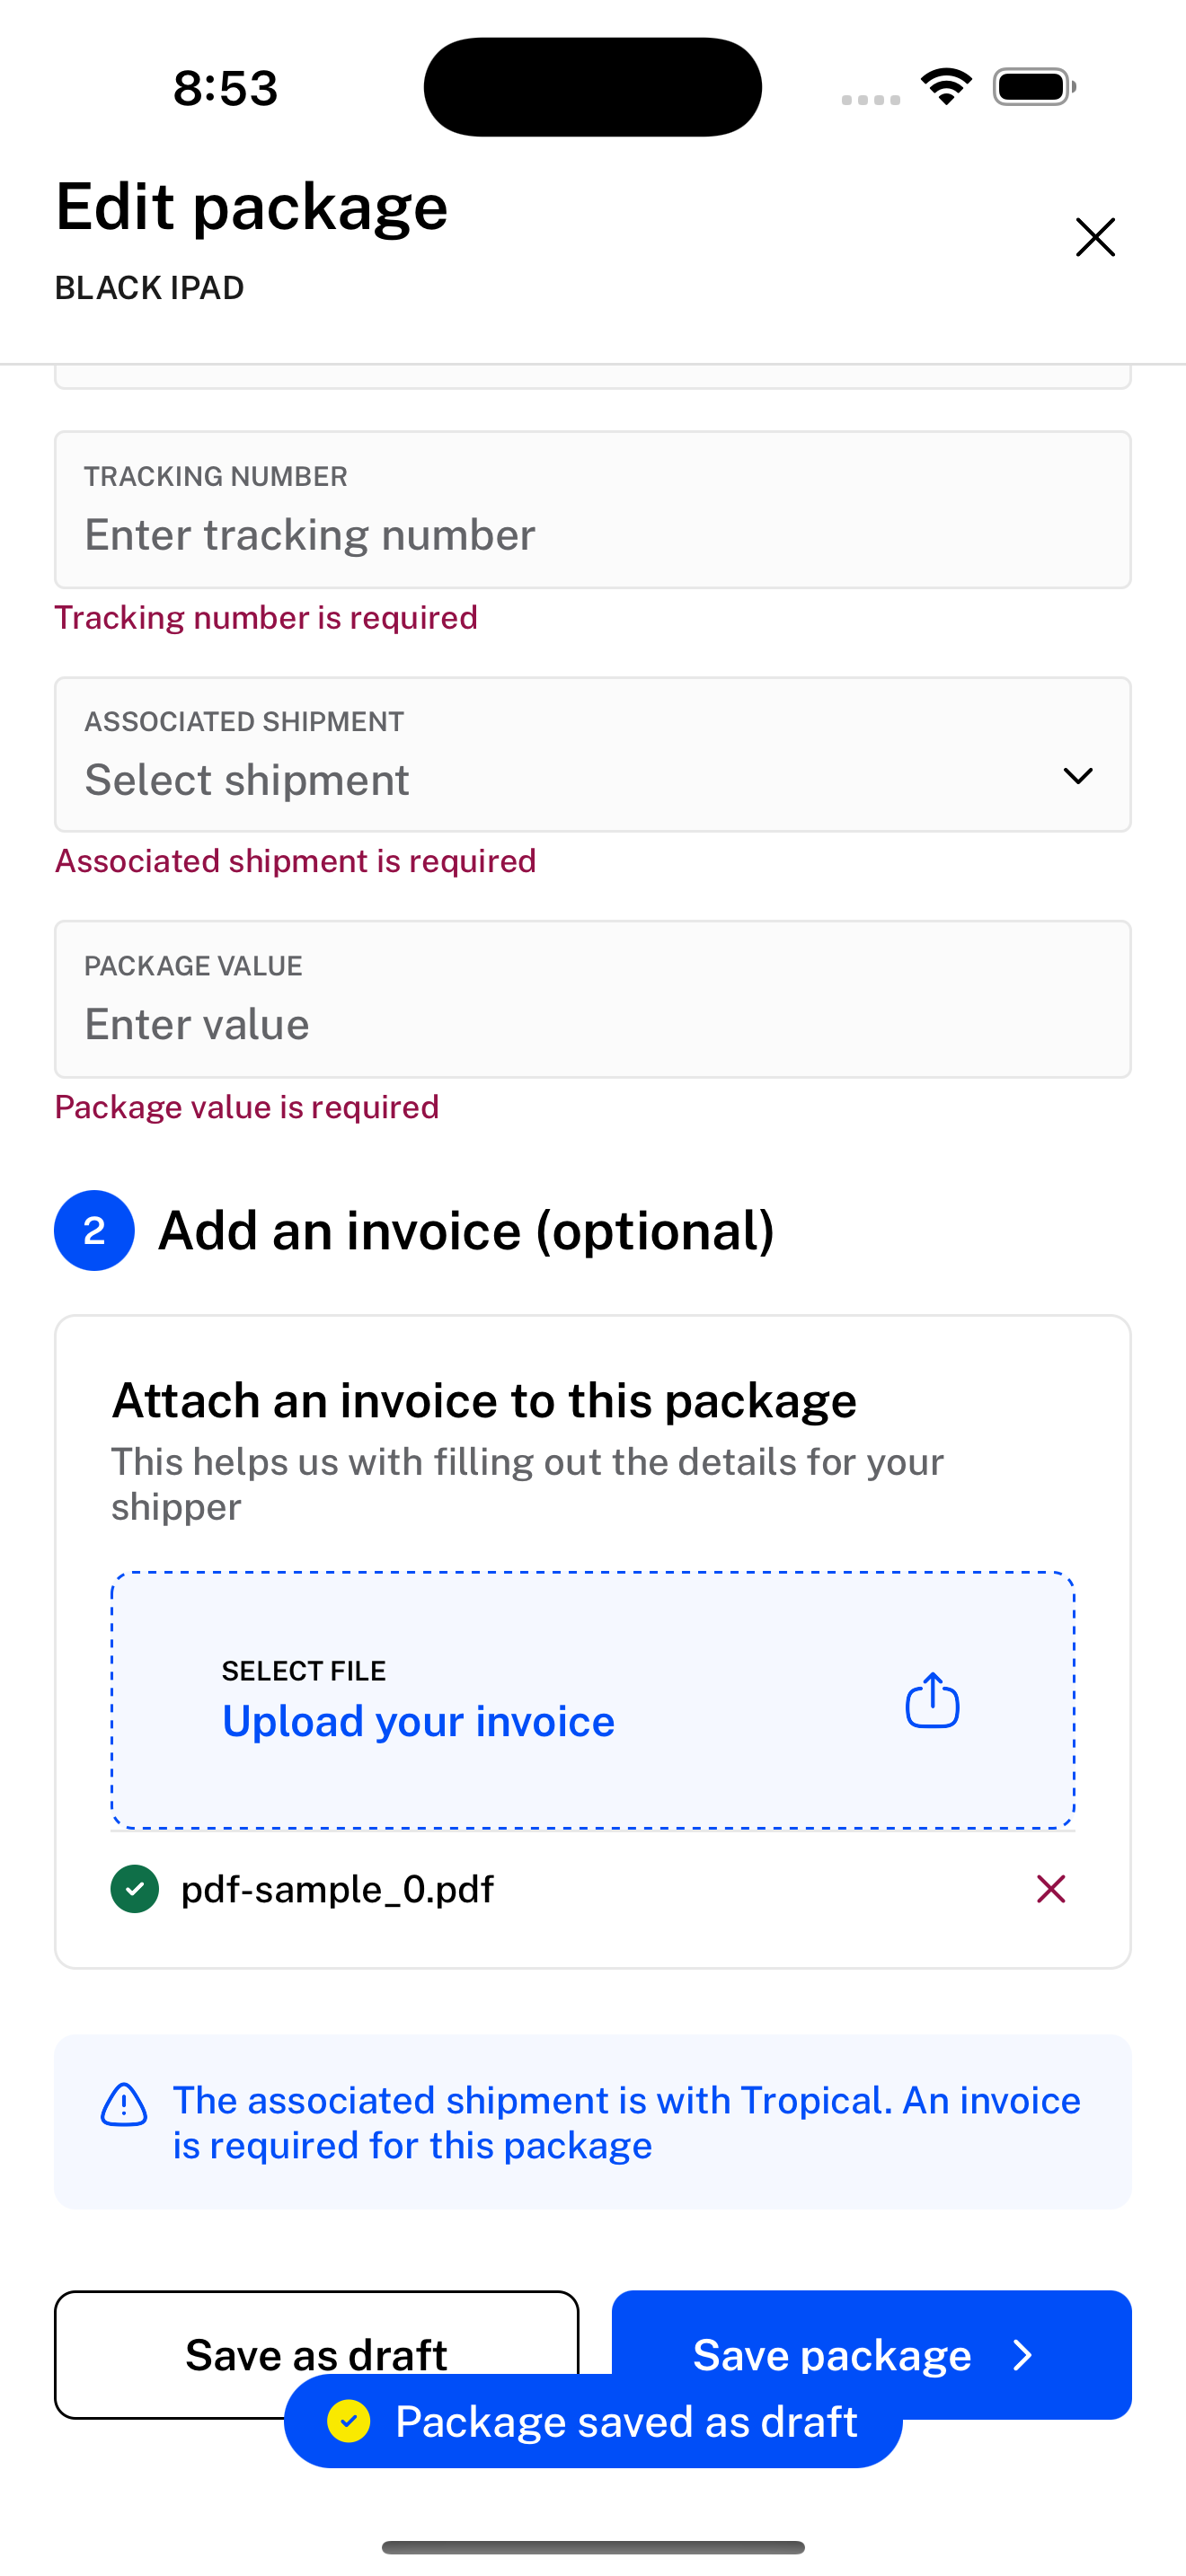 8:53
Edit package
BLACK IPAD
TRACKING NUMBER
Enter tracking number
Tracking number is required
ASSOCIATED SHIPMENT
Select shipment
Associated shipment is required
PACKAGE VALUE
Enter value
Package value is required
2 Add an invoice (optional)
Attach an invoice to this package
This helps us with filling out the details for your
shipper
SELECT FILE
Upload your invoice
pdf-sample_0.pdf
The associated shipment is with Tropical. An invoice
is required for this package
Save as draft
Save package
Package saved as draft